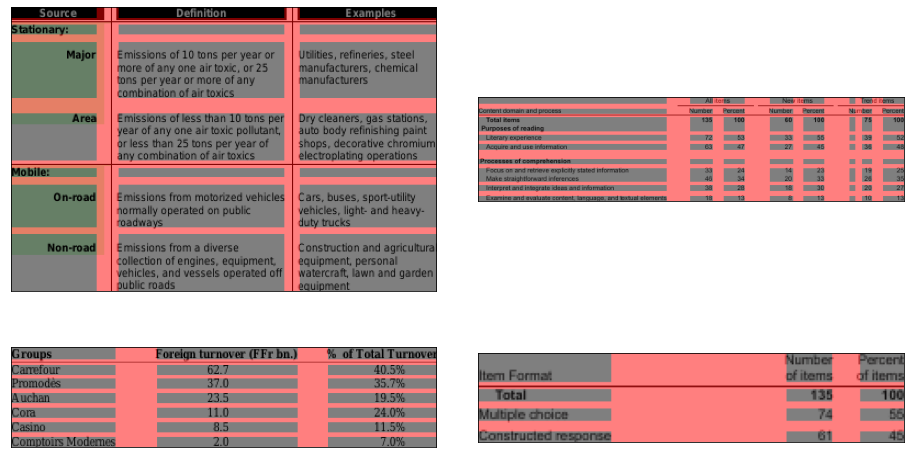 Source Definition Examples
Stationary:
Major Emissions of 10 tons per year or Utilities, refineries, steel
more of any one air toxic, or 25 manufacturers, chemical
tons per year or more of any manufacturers
combination of air toxics
Area Emissions of less than 10 tons per Dry cleaners, gas stations,
year of any one air toxic pollutant, auto body refinishing paint
or less than 25 tons per year of shops, decorative chromium
any combination of air toxics electroplating operations
Mobile:
On-road Emissions from motorized vehicles Cars, buses, sport-utility
normally operated on public vehicles, light- and heavy-
roadways duty trucks
Non-road Emissions from a diverse Construction and agricultural
collection of engines, equipment, equipment, personal
vehicles, and vessels operated off watercraft, lawn and garden
public roads equipment
All items New items Trend items
Content domain and process Number Percent Number Percent Number Percent
Total items 135 100 60 100 75 100
Purposes of reading
Literary experience 72 53 33 55 39 52
Acquire and use information 63 47 27 45 36 48
Processes of comprehension
Focus on and retrieve explicitly stated information 33 24 14 23 19 25
Make straightforward inferences 46 34 20 33 26 35
Interpret and integrate ideas and information 38 28 18 30 20 27
Examine and evaluate content, language, and textual elements 18 13 8 13 10 13
Groups Foreign turnover (FFr bn.) % of Total Turnover
Carrefour 62.7 40.5%
Promodès 37.0 35.7%
Auchan 23.5 19.5%
Cora 11.0 24.0%
Casino 8.5 11.5%
Comptoirs Modernes 2.0 7.0%
Number Percent
Item Format of items of items
Total 135 100
Multiple choice 74 55
Constructed response 61 45